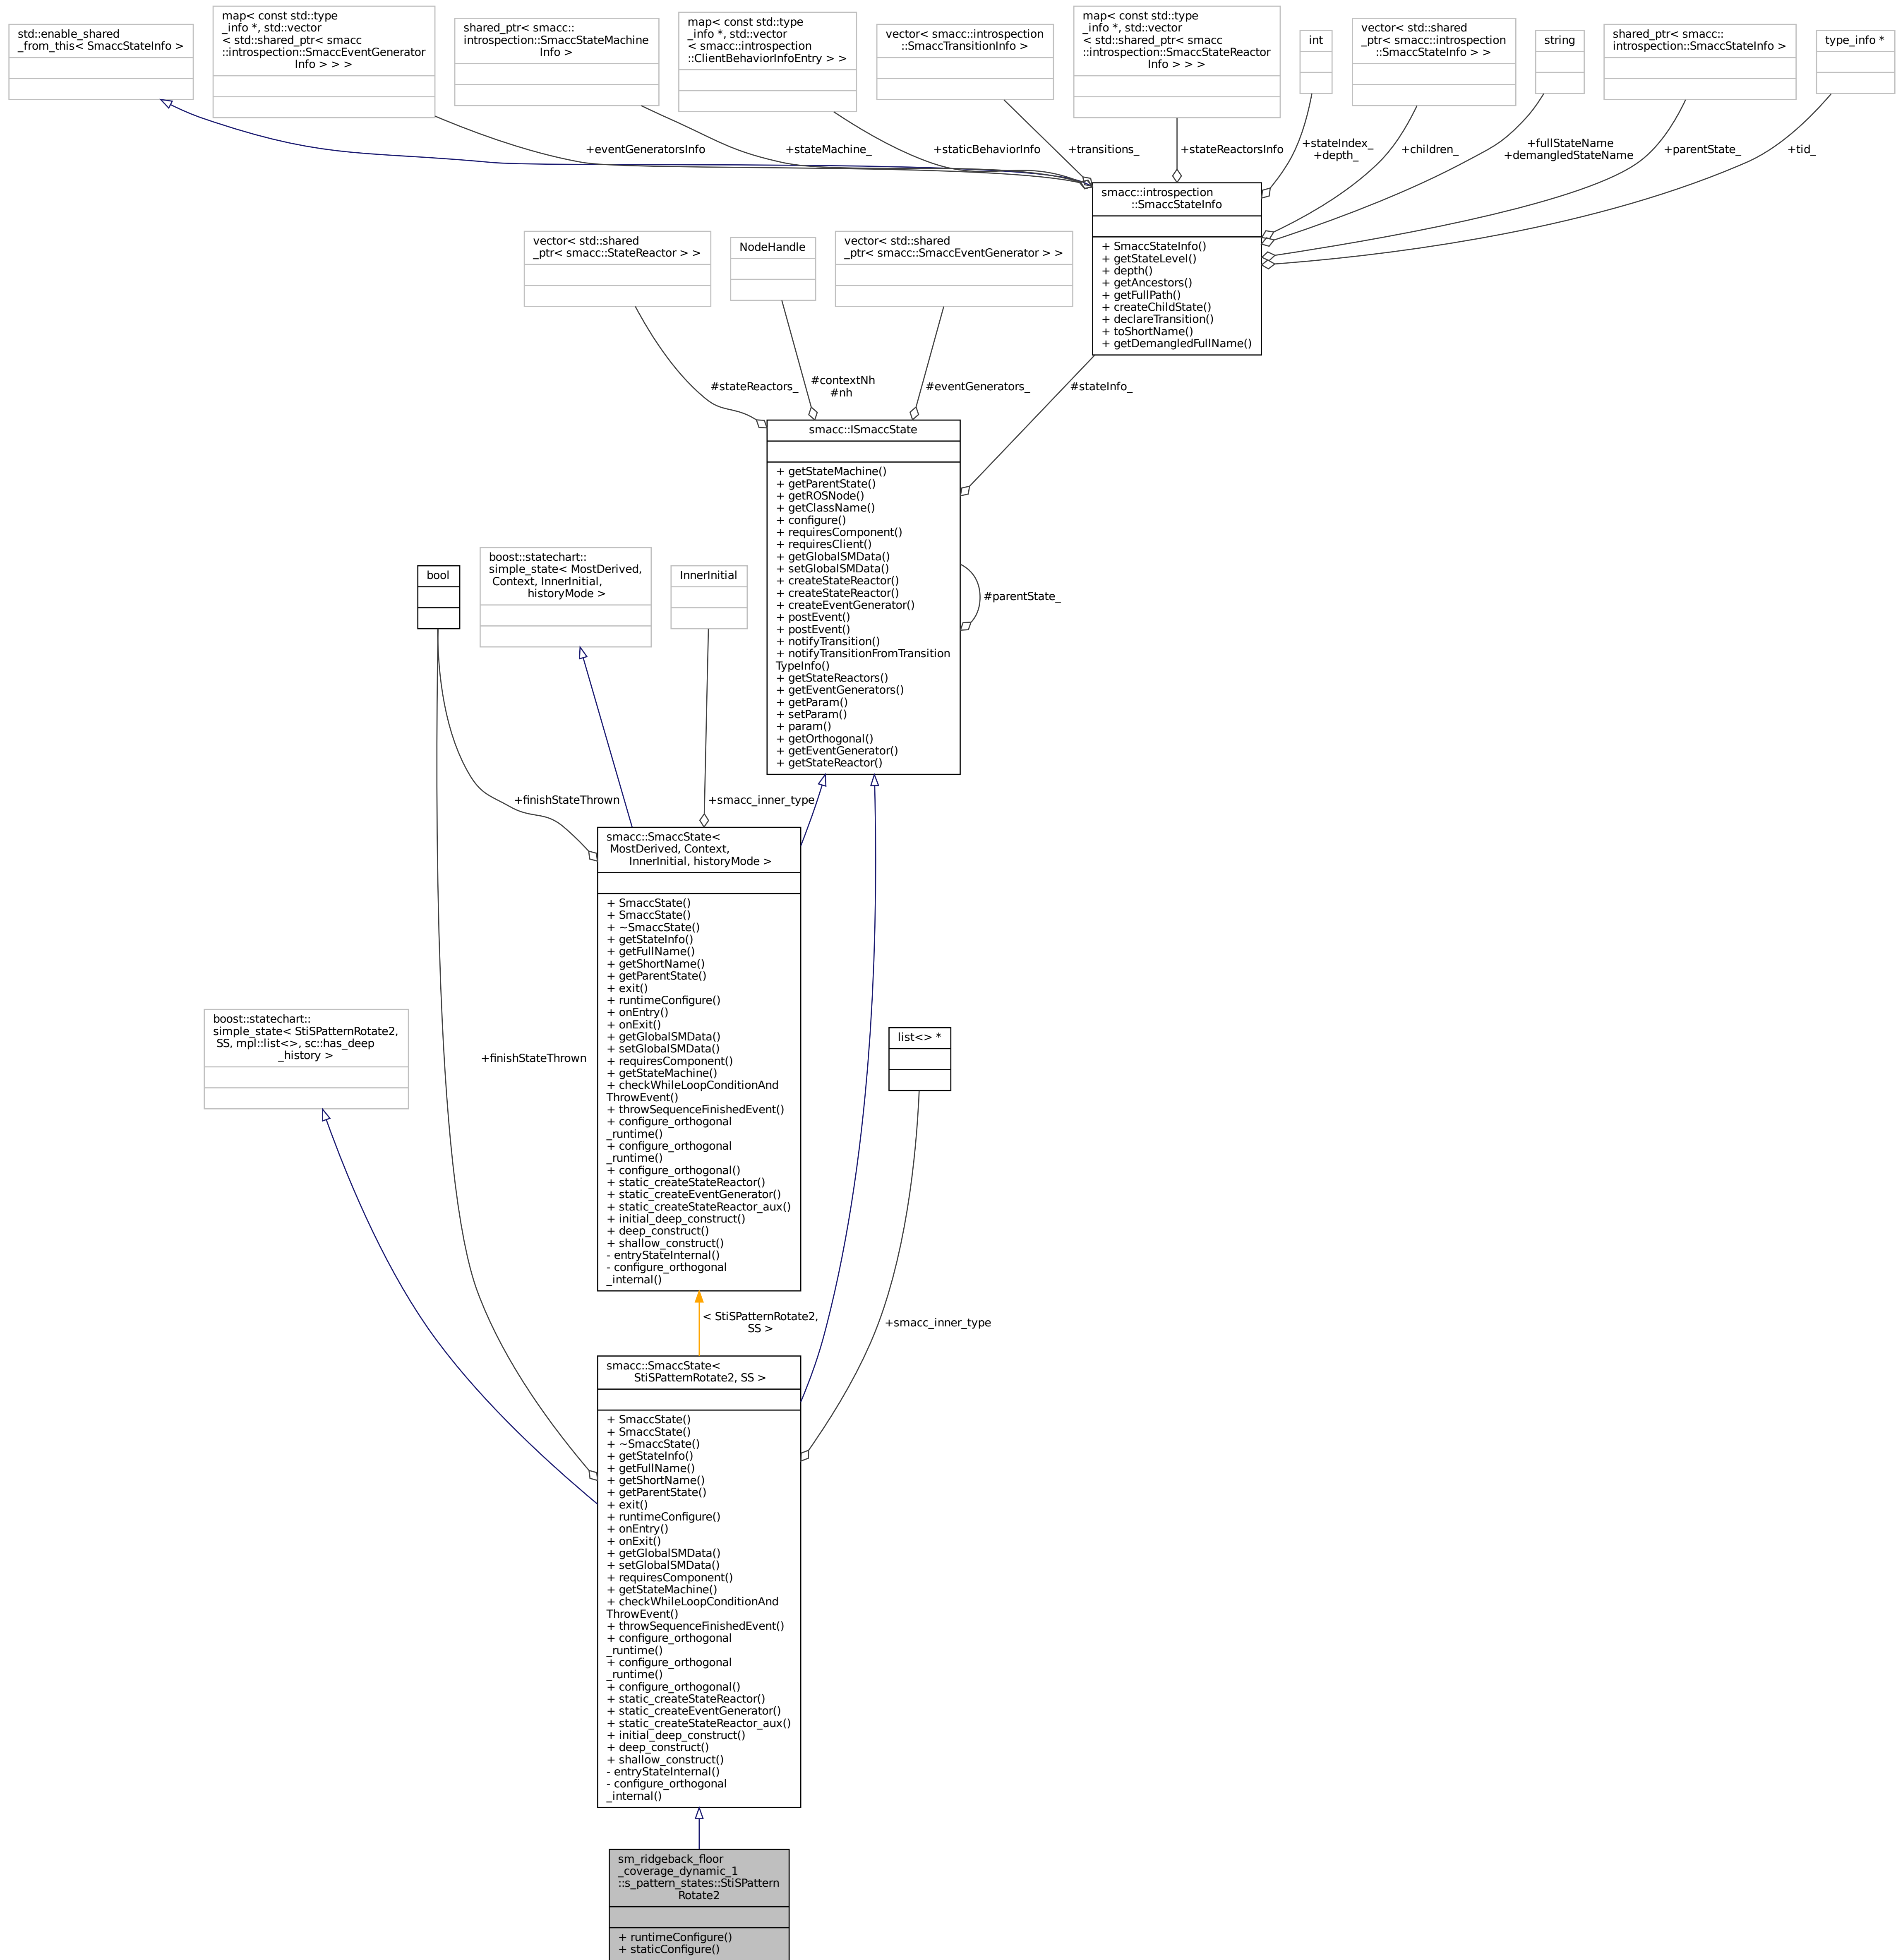 std::enable_shared
_from_this< SmaccStateInfo >
map< const std::type
_info *, std::vector
< std::shared_ptr< smacc
::introspection::SmaccEventGenerator
Info > > >
shared_ptr< smacc::
introspection::SmaccStateMachine
Info >
map< const std::type
_info *, std::vector
< smacc::introspection
::ClientBehaviorInfoEntry > >
vector< smacc::introspection
::SmaccTransitionInfo >
map< const std::type
_info *, std::vector
< std::shared_ptr< smacc
::introspection::SmaccStateReactor
Info > > >
int
vector< std::shared
_ptr< smacc::introspection
::SmaccStateInfo > >
string
shared_ptr< smacc::
introspection::SmaccStateInfo >
type_info *
+eventGeneratorsInfo
+stateMachine_
+staticBehaviorInfo
+transitions_
+stateReactorsInfo
+stateIndex_
+depth_
+children_
+fullStateName
+demangledStateName
+parentState_
+tid_
smacc::introspection
::SmaccStateInfo
+ SmaccStateInfo()
+ getStateLevel()
+ depth()
+ getAncestors()
+ getFullPath()
+ createChildState()
+ declareTransition()
+ toShortName()
+ getDemangledFullName()
vector< std::shared
_ptr< smacc::StateReactor > >
NodeHandle
vector< std::shared
_ptr< smacc::SmaccEventGenerator > >
#stateReactors_
#contextNh
#nh
#eventGenerators_
#stateInfo_
smacc::ISmaccState
+ getStateMachine()
+ getParentState()
+ getROSNode()
+ getClassName()
+ configure()
+ requiresComponent()
+ requiresClient()
+ getGlobalSMData()
+ setGlobalSMData()
+ createStateReactor()
+ createStateReactor()
+ createEventGenerator()
+ postEvent()
+ postEvent()
+ notifyTransition()
+ notifyTransitionFromTransition
TypeInfo()
+ getStateReactors()
+ getEventGenerators()
+ getParam()
+ setParam()
+ param()
+ getOrthogonal()
+ getEventGenerator()
+ getStateReactor()
#parentState_
bool
boost::statechart::
simple_state< MostDerived,
Context, InnerInitial,
historyMode >
InnerInitial
+finishStateThrown
+smacc_inner_type
smacc::SmaccState<
MostDerived, Context,
InnerInitial, historyMode >
+ SmaccState()
+ SmaccState()
+ ~SmaccState()
+ getStateInfo()
+ getFullName()
+ getShortName()
+ getParentState()
+ exit()
+ runtimeConfigure()
+ onEntry()
+ onExit()
+ getGlobalSMData()
+ setGlobalSMData()
+ requiresComponent()
+ getStateMachine()
+ checkWhileLoopConditionAnd
ThrowEvent()
+ throwSequenceFinishedEvent()
+ configure_orthogonal
_runtime()
+ configure_orthogonal
_runtime()
+ configure_orthogonal()
+ static_createStateReactor()
+ static_createEventGenerator()
+ static_createStateReactor_aux()
+ initial_deep_construct()
+ deep_construct()
+ shallow_construct()
- entryStateInternal()
- configure_orthogonal
_internal()
boost::statechart::
simple_state< StiSPatternRotate2,
SS, mpl::list<>, sc::has_deep
_history >
+finishStateThrown
list<> *
< StiSPatternRotate2,
SS >
+smacc_inner_type
smacc::SmaccState<
StiSPatternRotate2, SS >
+ SmaccState()
+ SmaccState()
+ ~SmaccState()
+ getStateInfo()
+ getFullName()
+ getShortName()
+ getParentState()
+ exit()
+ runtimeConfigure()
+ onEntry()
+ onExit()
+ getGlobalSMData()
+ setGlobalSMData()
+ requiresComponent()
+ getStateMachine()
+ checkWhileLoopConditionAnd
ThrowEvent()
+ throwSequenceFinishedEvent()
+ configure_orthogonal
_runtime()
+ configure_orthogonal
_runtime()
+ configure_orthogonal()
+ static_createStateReactor()
+ static_createEventGenerator()
+ static_createStateReactor_aux()
+ initial_deep_construct()
+ deep_construct()
+ shallow_construct()
- entryStateInternal()
- configure_orthogonal
_internal()
sm_ridgeback_floor
_coverage_dynamic_1
::s_pattern_states::StiSPattern
Rotate2
+ runtimeConfigure()
+ staticConfigure()